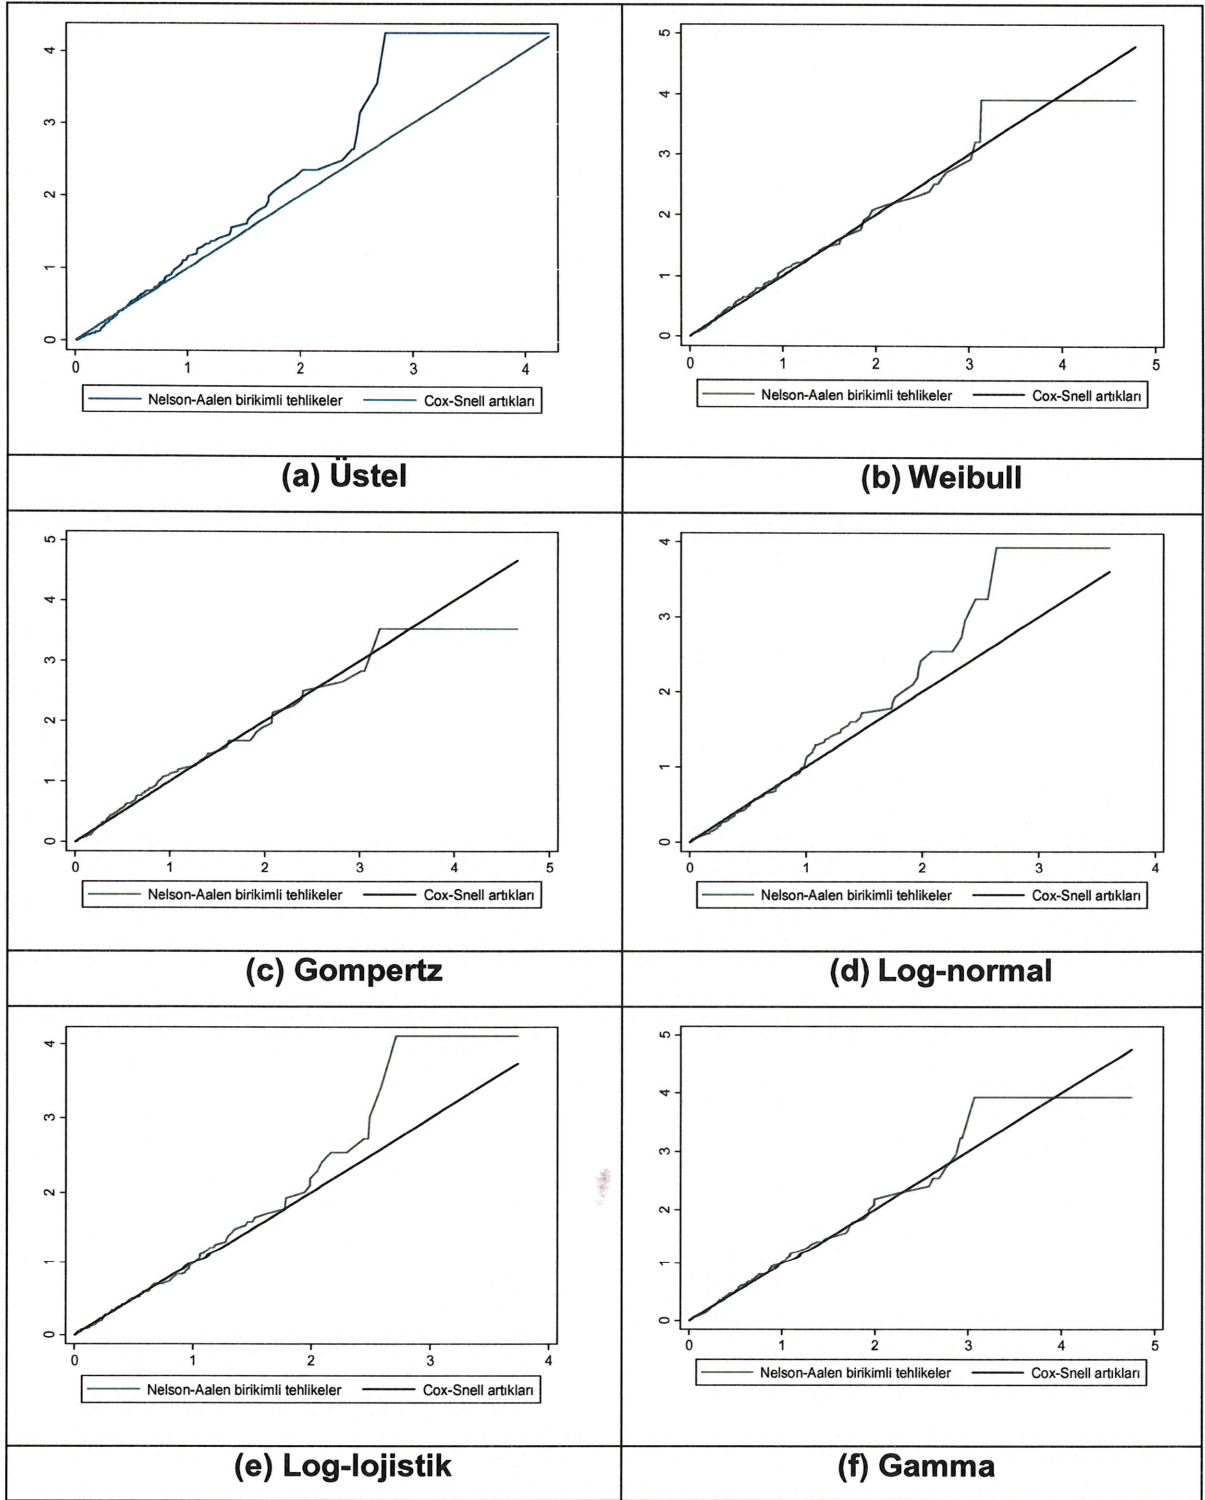 4
3
2
1
0
0 1 2 3 4
Nelson-Aalen birikimli tehlikeler Cox-Snell artıkları
(a) Üstel
5
4
3
2
1
0
0 1 2 3 4 5
Nelson-Aalen birikimli tehlikeler Cox-Snell artıkları
(b) Weibull
5
4
3
2
1
0
0 1 2 3 4 5
Nelson-Aalen birikimli tehlikeler Cox-Snell artıkları
(c) Gompertz
4
3
2
1
0
0 1 2 3 4
Nelson-Aalen birikimli tehlikeler Cox-Snell artıkları
(d) Log-normal
4
3
2
1
0
0 1 2 3 4
Nelson-Aalen birikimli tehlikeler Cox-Snell artıkları
(e) Log-lojistik
5
4
3
2
1
0
0 1 2 3 4 5
Nelson-Aalen birikimli tehlikeler Cox-Snell artıkları
(f) Gamma